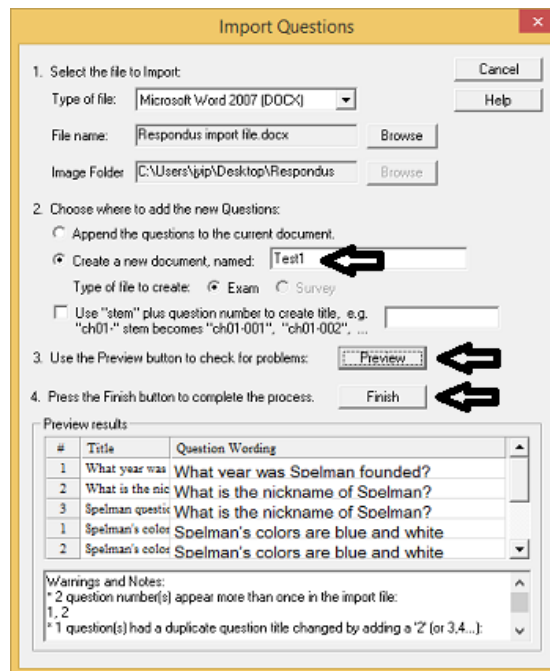 Import Questions
x
1. Select the file to Import:
Cancel
Type of file: Microsoft Word 2007 (DOCX)
Help
File name: Respondus import file.docx Browse
Image Folder C:\Users\jvip\Desktop\Respondus Browse
2. Choose where to add the new Questions:
Append the questions to the current document.
Create a new document, named: Test1
Type of file to create: Exam Survey
Use "stem" plus question number to create title, e.g.
"ch01-" stem becomes "ch01-001", "ch01-002", ...
3. Use the Preview button to check for problems: Preview
4. Press the Finish button to complete the process. Finish
Preview results
# Title Question Wording
1 What year was What year was Spelman founded?
2 What is the nic What is the nickname of Spelman?
3 Spelman questic What is the nickname of Spelman?
1 Spelman's color Spelman's colors are blue and white
2 Spelman's color Spelman's colors are blue and white
Warnings and Notes:
* 2 question number(s) appear more than once in the import file:
1, 2
* 1 question(s) had a duplicate question title changed by adding a '2' (or 3,4...):